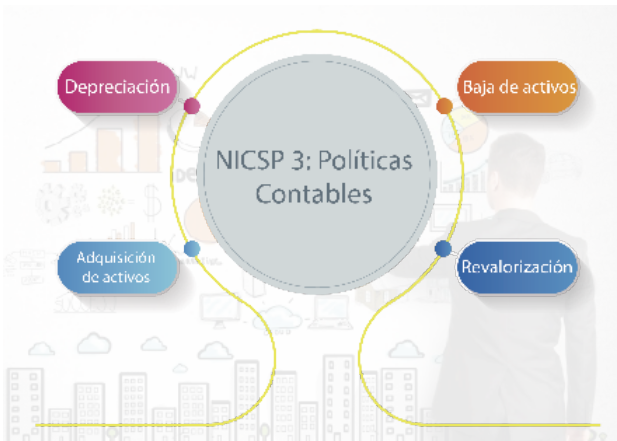 Depreciación
Baja de activos
NICSP 3: Políticas
Contables
Adquisición
de activos
Revalorización